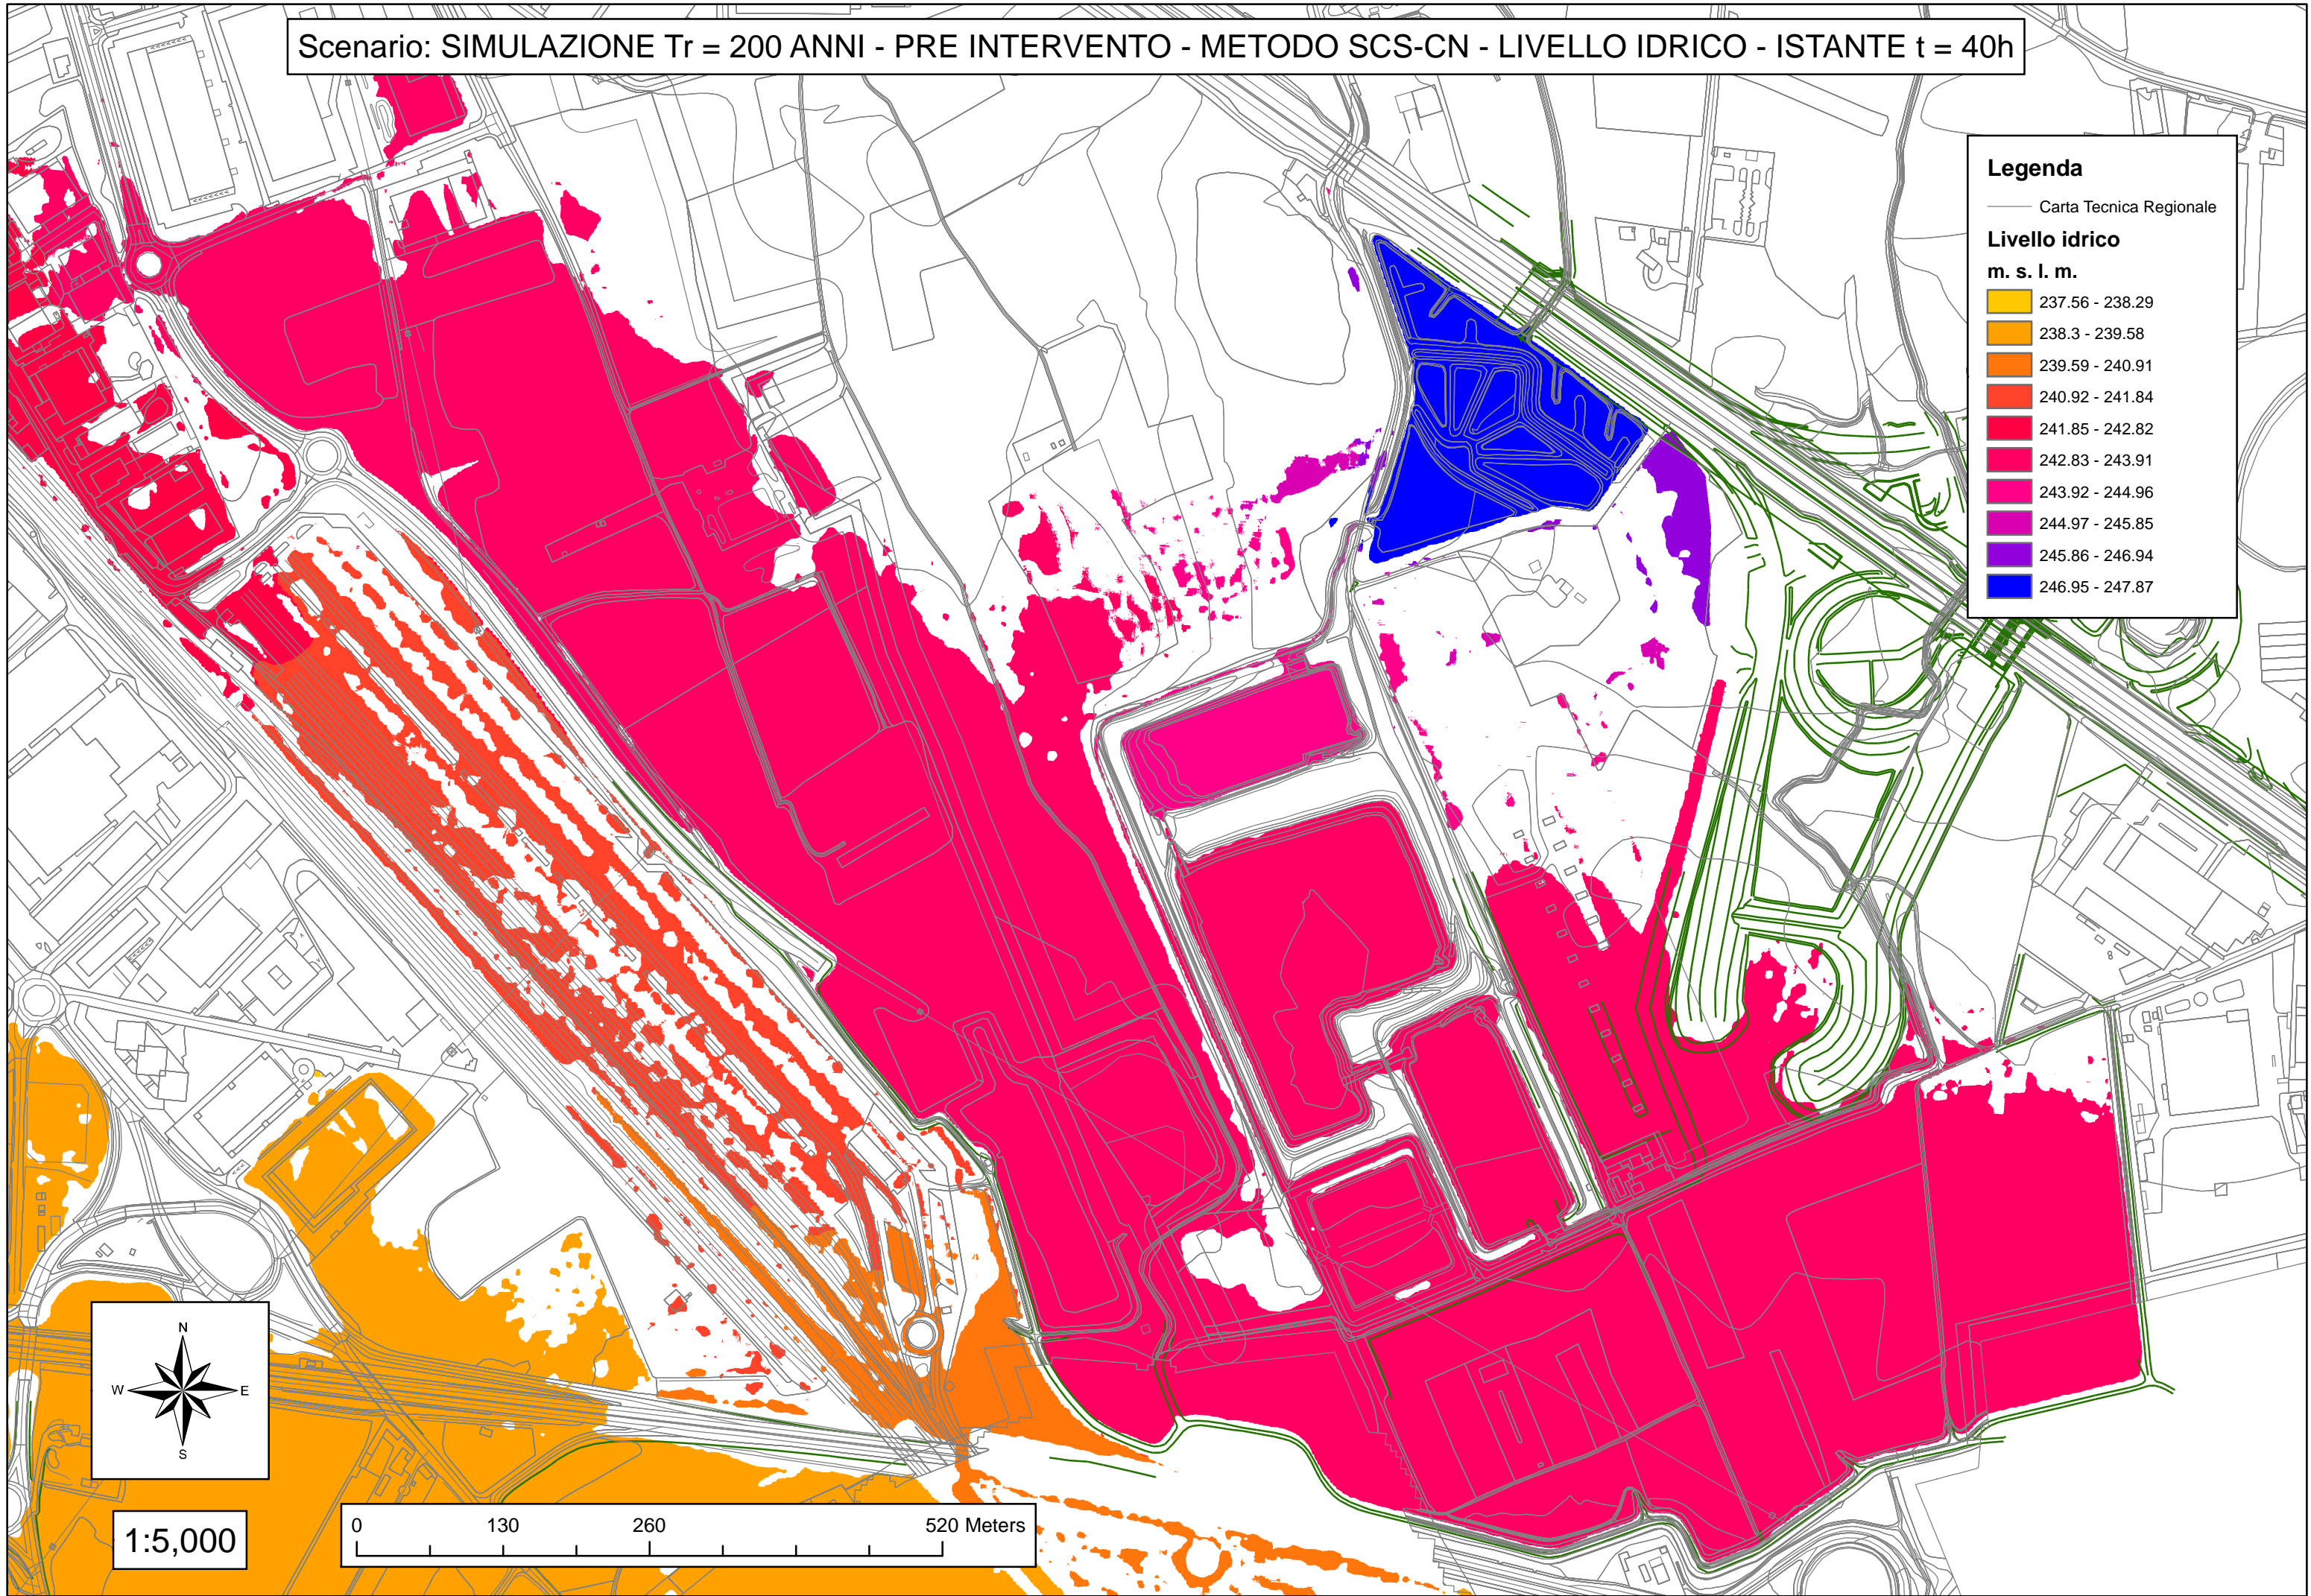 Scenario: SIMULAZIONE Tr = 200 ANNI - PRE INTERVENTO - METODO SCS-CN - LIVELLO IDRICO - ISTANTE t = 40h
Legenda
Carta Tecnica Regionale
Livello idrico
m. s. l. m.
237.56 - 238.29
238.3 - 239.58
239.59 - 240.91
240.92 - 241.84
241.85 - 242.82
242.83 - 243.91
243.92 - 244.96
244.97 - 245.85
245.86 - 246.94
246.95 - 247.87
N
W
E
S
1:5,000
0 130 260 520 Meters